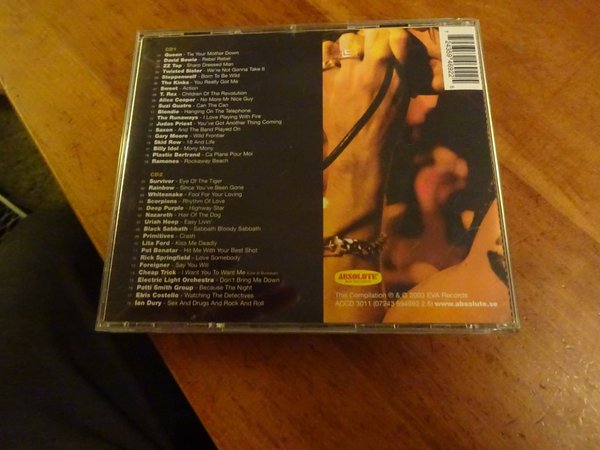 CD1
Queen - Tie Your Mother Down
David Bowie - Rebel Rebel
ZZ Top - Sharp Dressed Man
Twisted Sister - We're Not Gonna Take It
Steppenwolf - Born To Be Wild
The Kinks - You Really Got Me
Sweet - Action
T. Rex - Children Of The Revolution
Alice Cooper - No More Mr Nice Guy
Suzi Quatro - Can The Can
Blondie - Hanging On The Telephone
The Runaways - I Love Playing With Fire
Judas Priest - You've Got Another Thing Coming
Saxon - And The Band Played On
Gary Moore - Wild Frontier
Skid Row - 18 And Life
Billy Idol - Mony Mony
Plastic Bertrand - Ca Plane Pour Moi
Ramones - Rockaway Beach
CD2
Survivor - Eye Of The Tiger
Rainbow - Since You've Been Gone
Whitesnake - Fool For Your Loving
Scorpions - Rhythm Of Love
Deep Purple - Highway Star
Nazareth - Hair Of The Dog
Uriah Heep - Easy Livin'
Black Sabbath - Sabbath Bloody Sabbath
Primitives - Crash
Lita Ford - Kiss Me Deadly
Pat Benatar - Hit Me With Your Best Shot
Rick Springfield - Love Somebody
Foreigner - Say You Will
Cheap Trick - I Want You To Want Me (Live at Budokan)
Electric Light Orchestra - Don't Bring Me Down
Patti Smith Group - Because The Night
Elvis Costello - Watching The Detectives
Ian Dury - Sex And Drugs And Rock And Roll
ABSOLUTE
This Compilation ℗ & © 2003 EVA Records
www.absolute.se